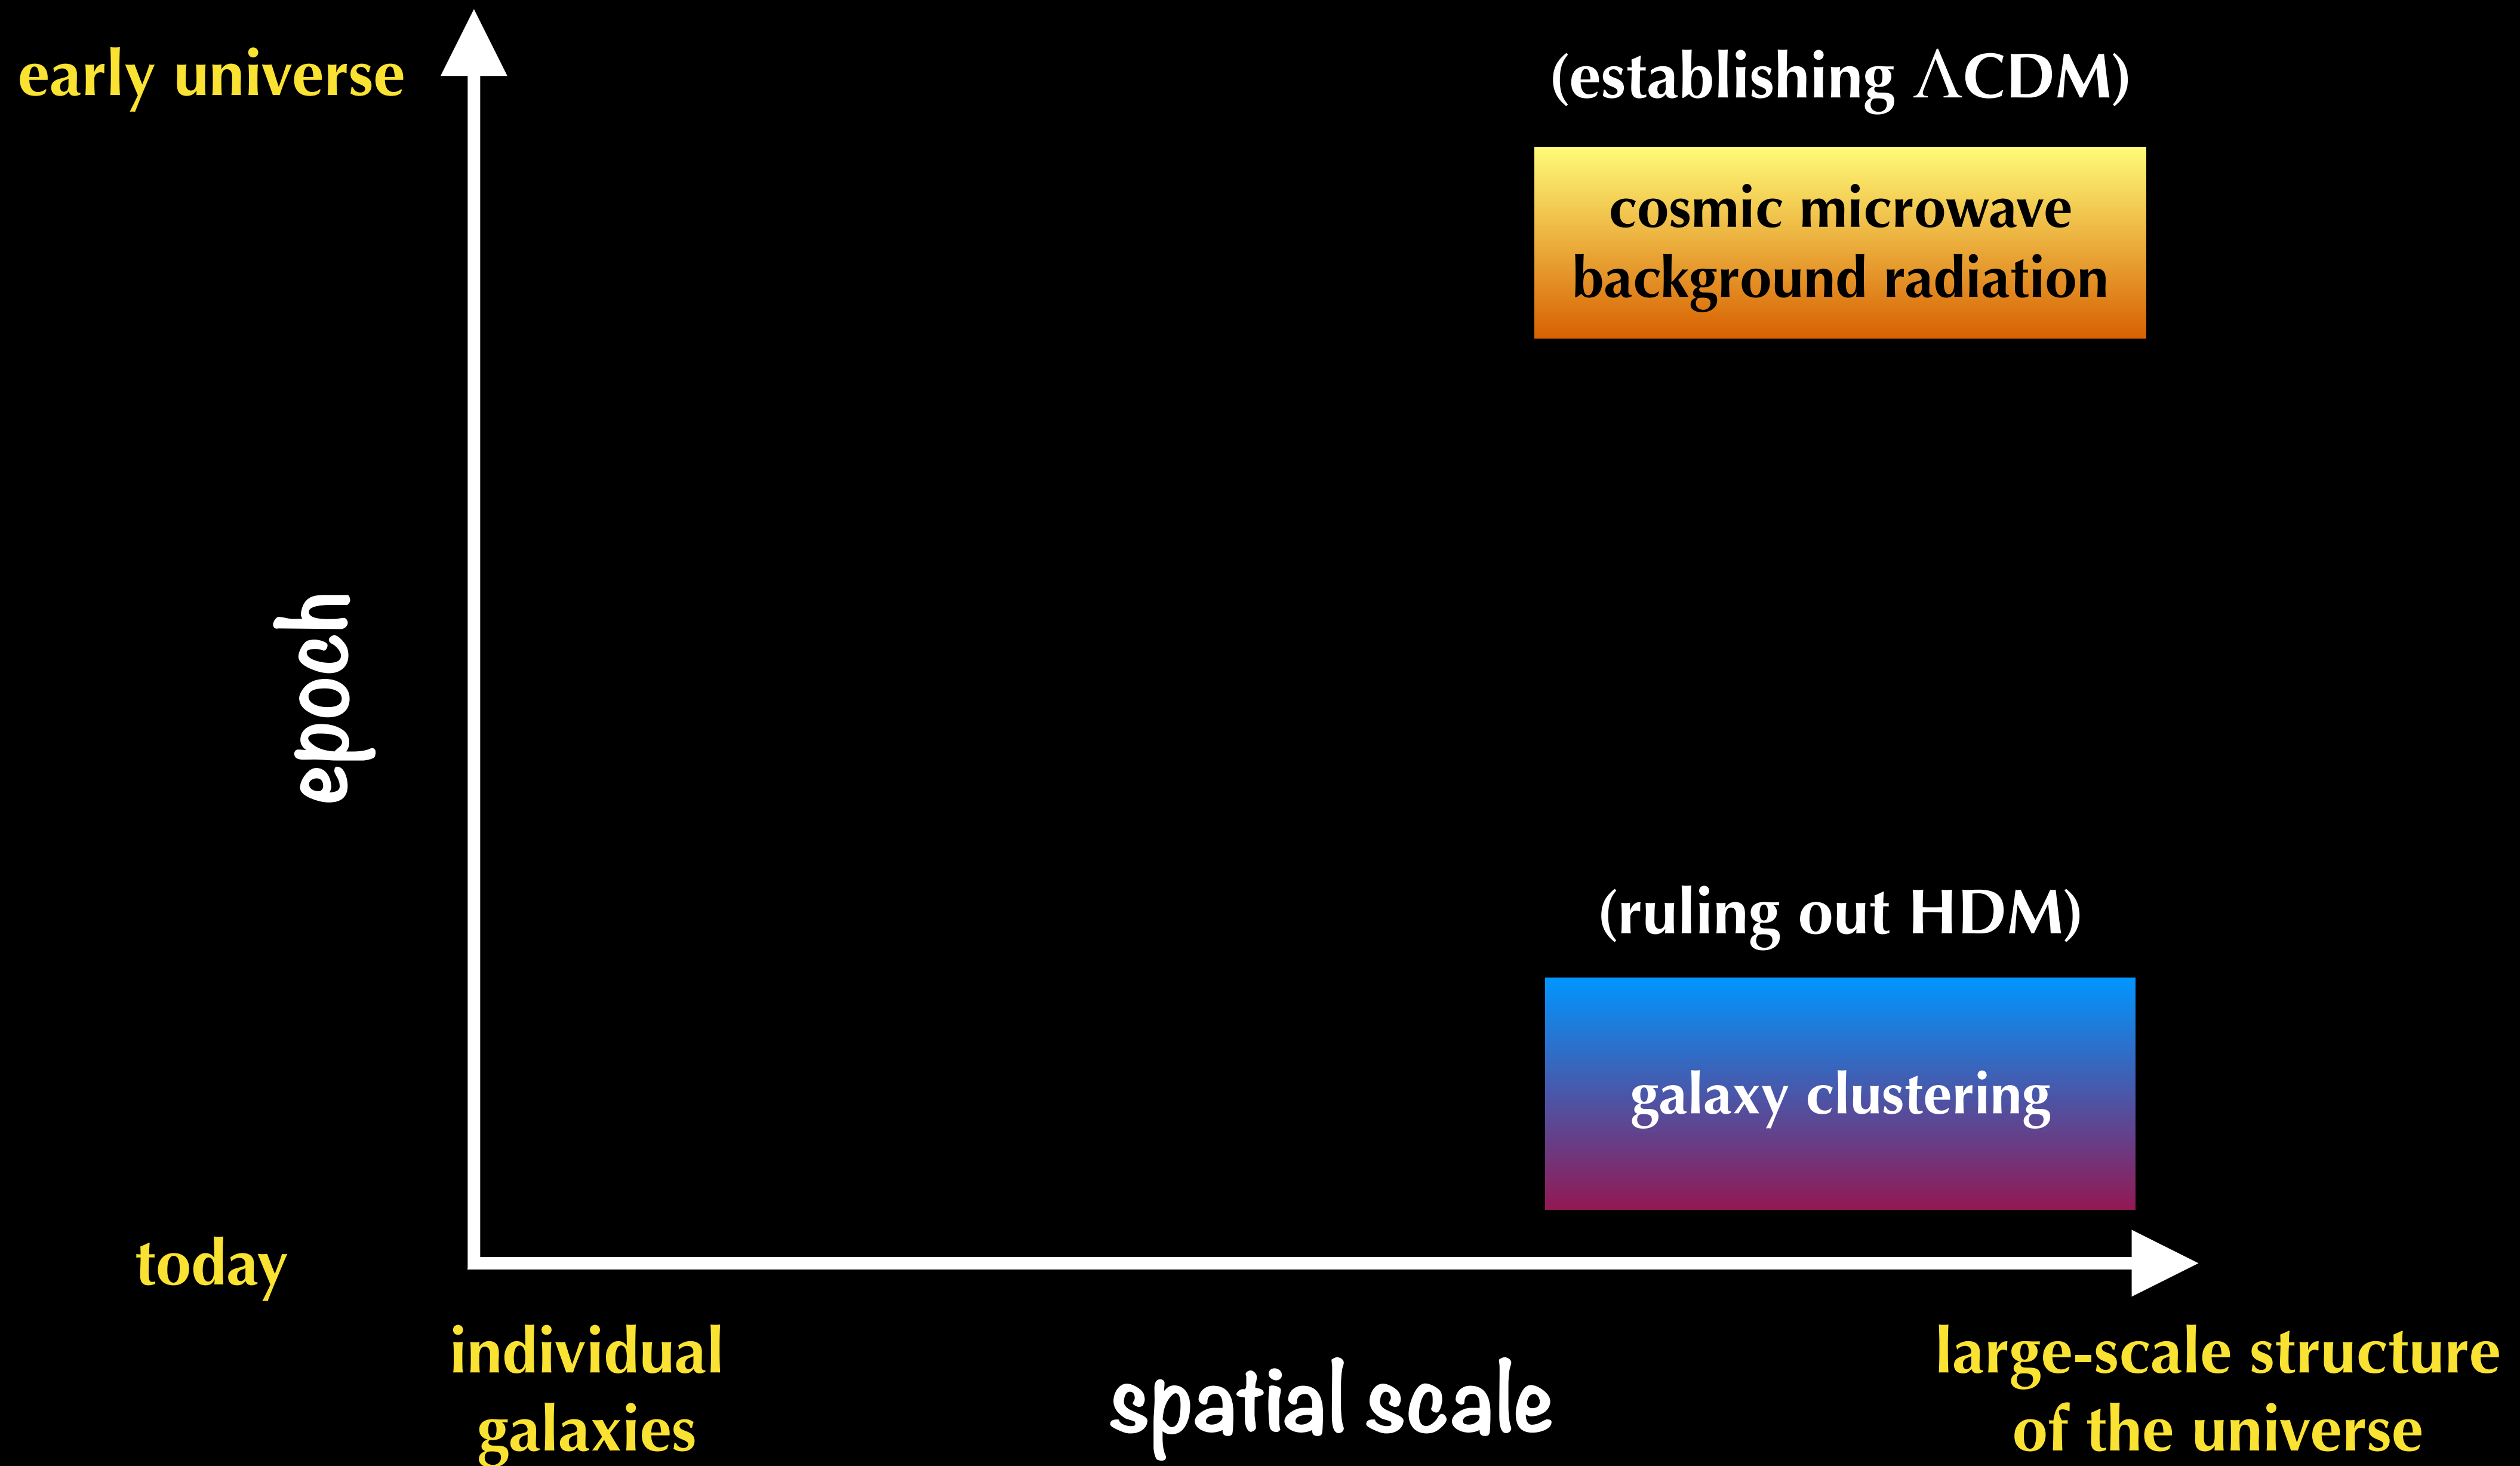 early universe
(establishing ΛCDM)
cosmic microwave
background radiation
epoch
(ruling out HDM)
galaxy clustering
today
individual
galaxies
spatial scale
large-scale structure
of the universe